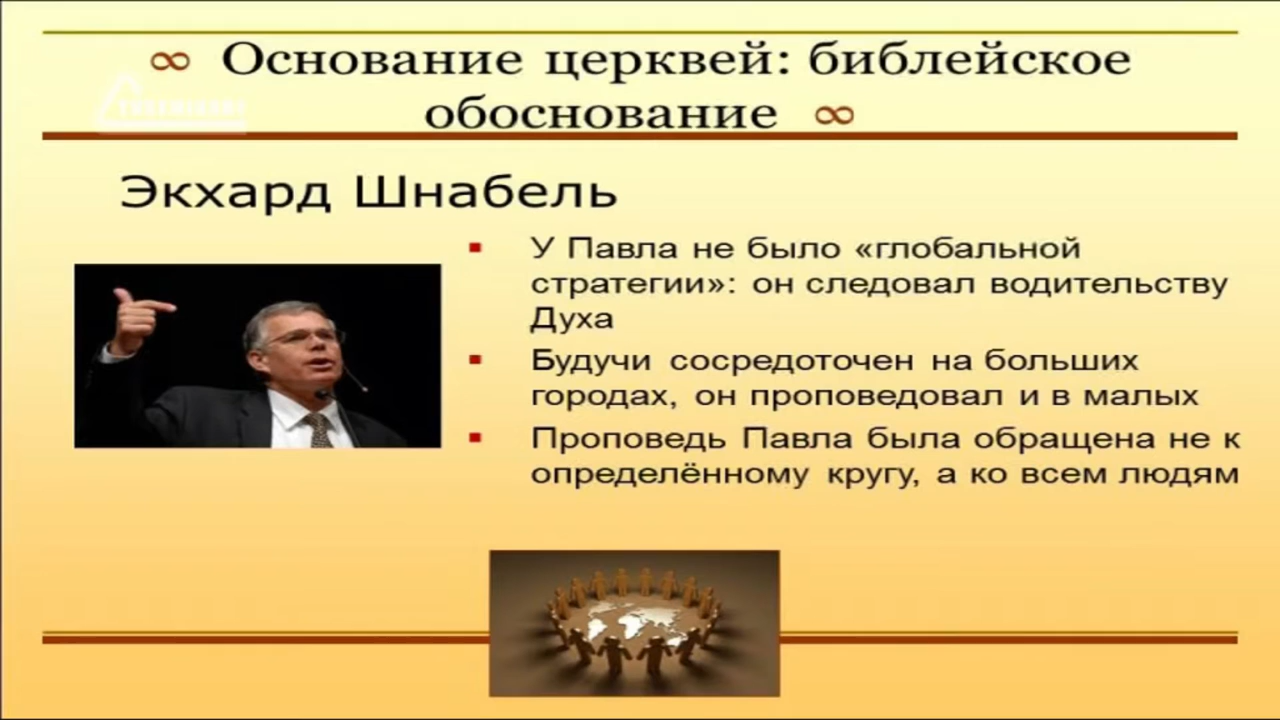 ∞ Основание церквей: библейское
обоснование ∞
Экхард Шнабель
У Павла не было «глобальной
стратегии»: он следовал водительству
Духа
Будучи сосредоточен на больших
городах, он проповедовал и в малых
Проповедь Павла была обращена не к
определённому кругу, а ко всем людям